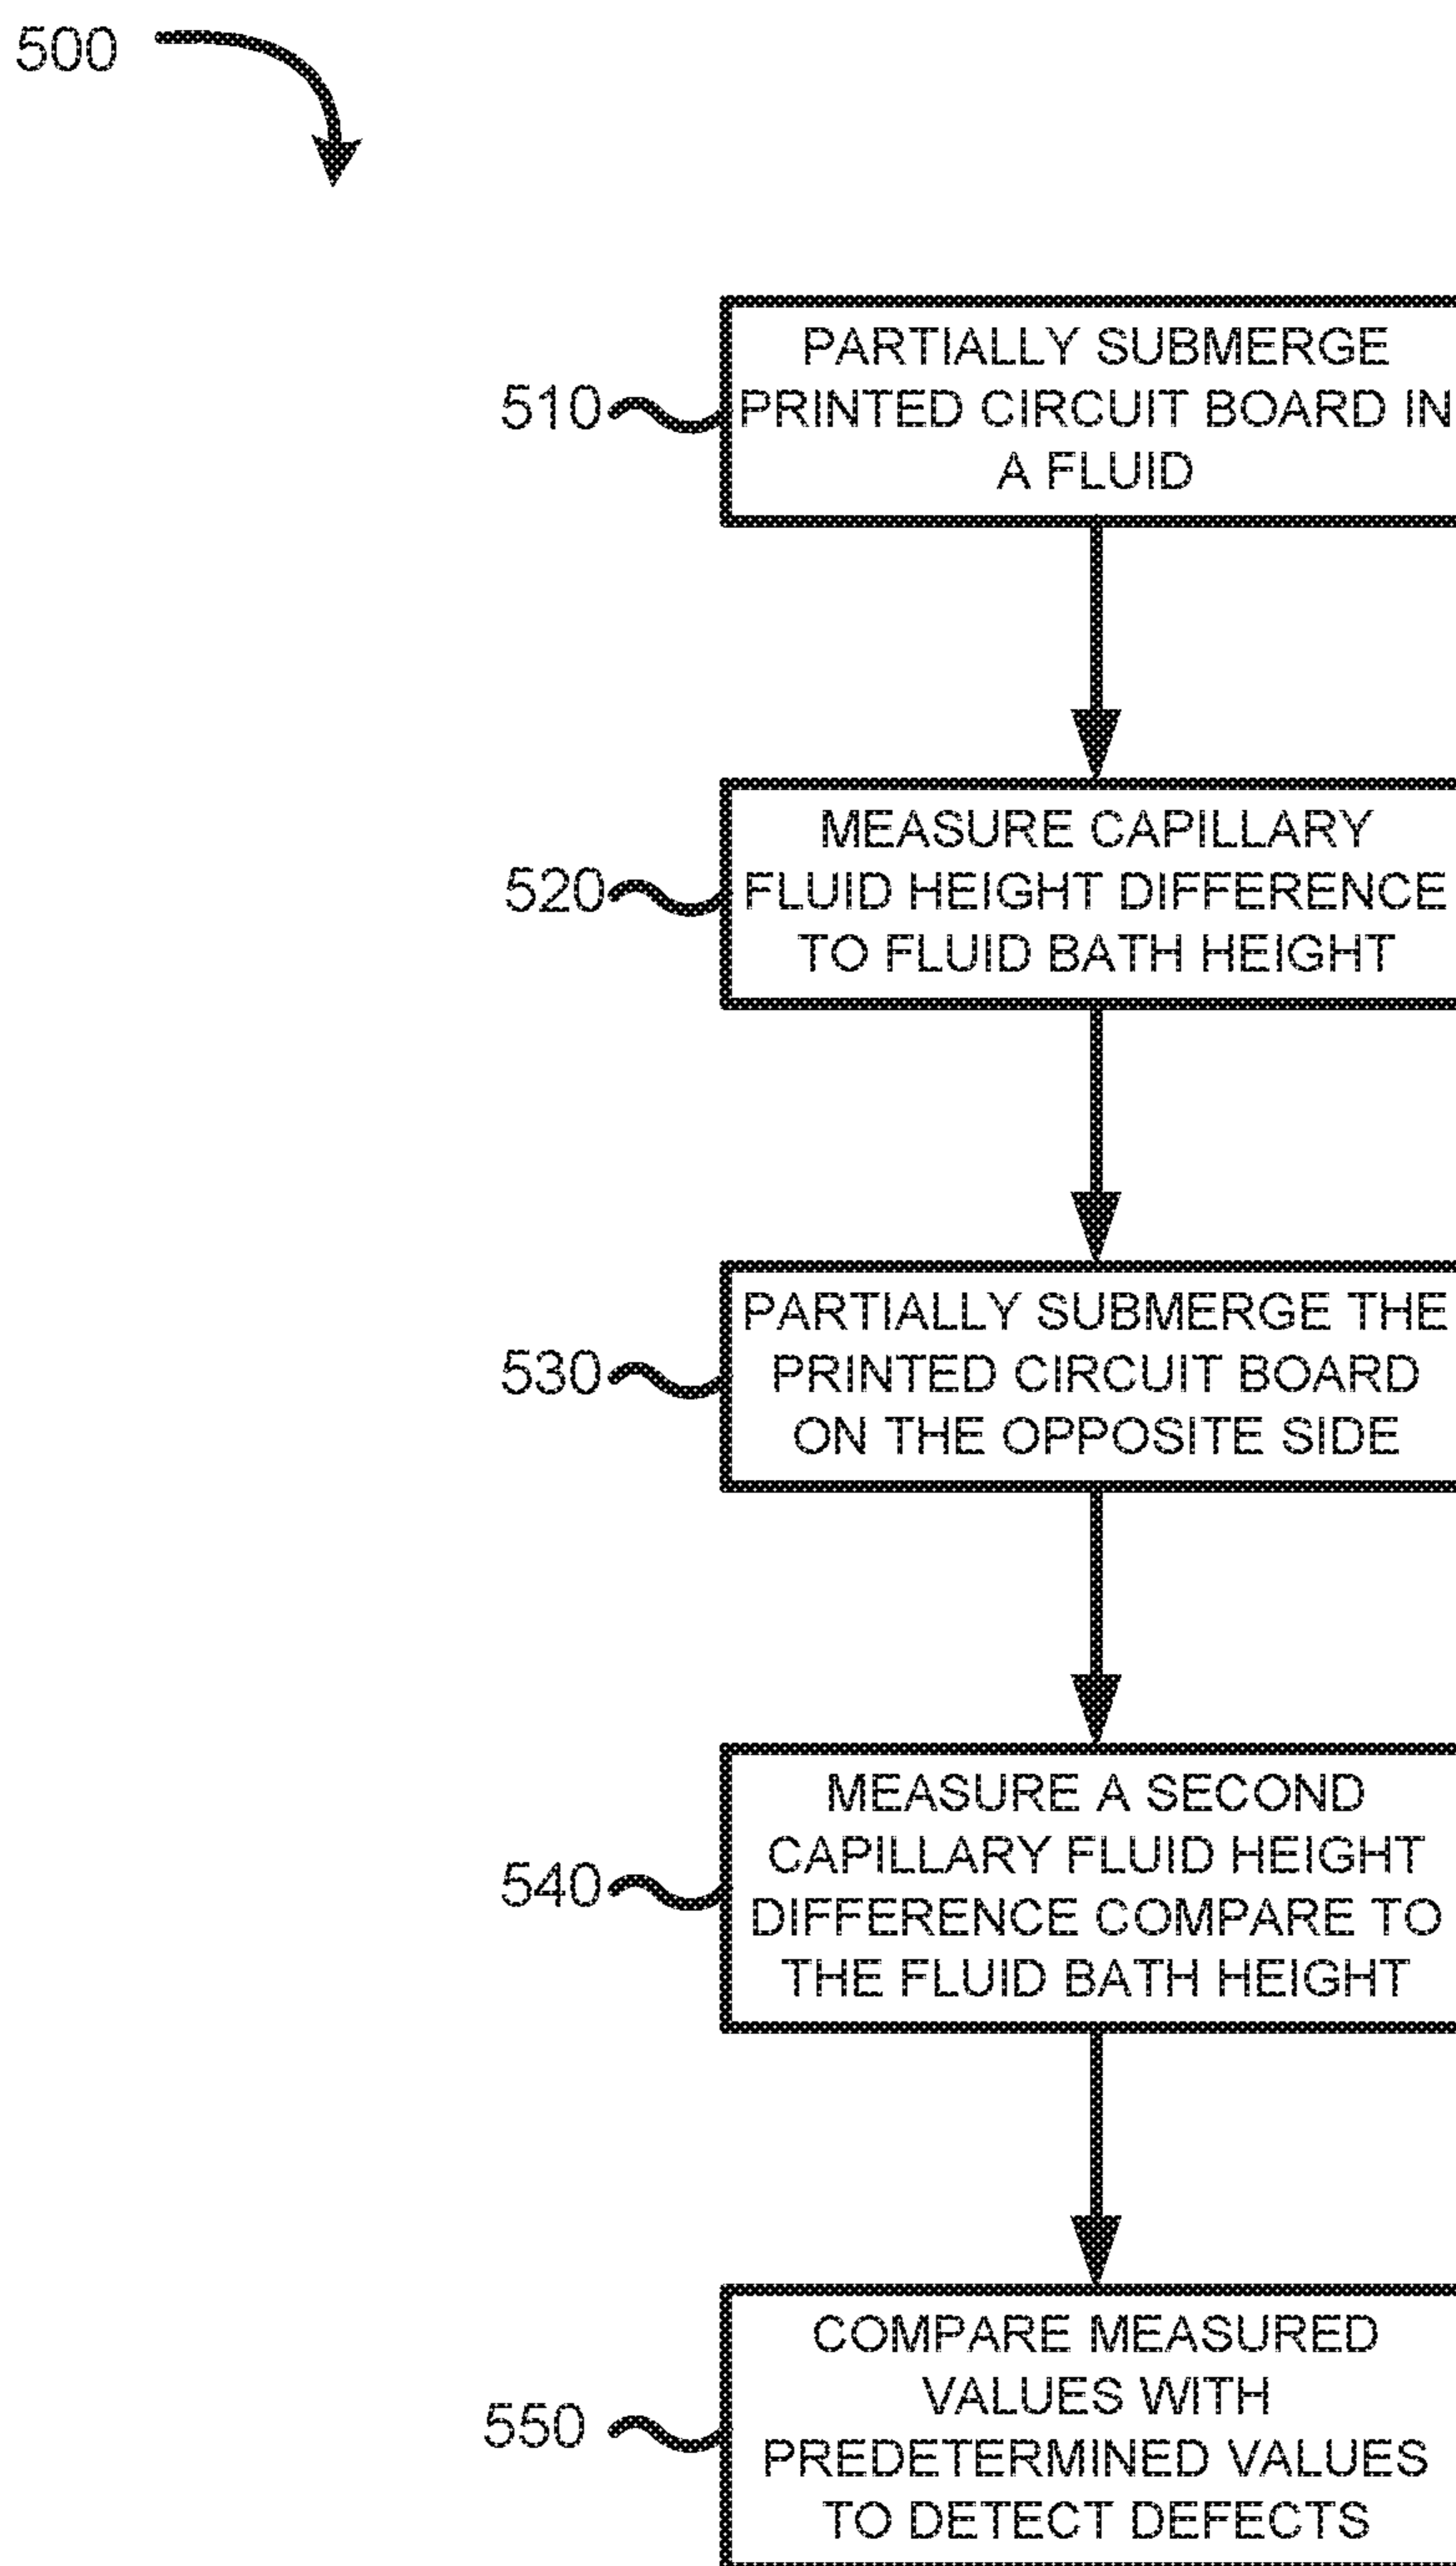 500
PARTIALLY SUBMERGE
510 PRINTED CIRCUIT BOARD IN
A FLUID
MEASURE CAPILLARY
520 FLUID HEIGHT DIFFERENCE
TO FLUID BATH HEIGHT
PARTIALLY SUBMERGE THE
530 PRINTED CIRCUIT BOARD
ON THE OPPOSITE SIDE
MEASURE A SECOND
CAPILLARY FLUID HEIGHT
540 DIFFERENCE COMPARE TO
THE FLUID BATH HEIGHT
COMPARE MEASURED
VALUES WITH
550 PREDETERMINED VALUES
TO DETECT DEFECTS